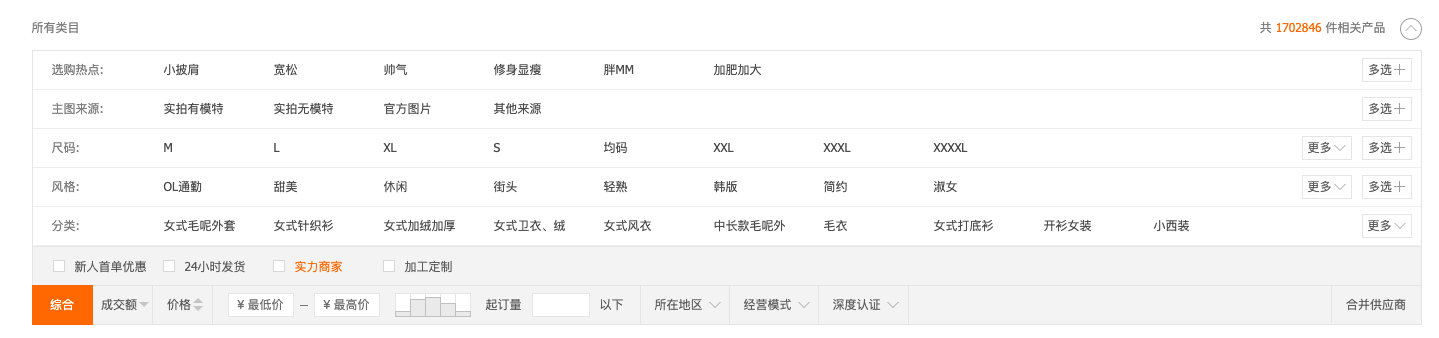 所有类目 共 1702846 件相关产品
选购热点: 小披肩 宽松 帅气 修身显瘦 胖MM 加肥加大 多选
主图来源: 实拍有模特 实拍无模特 官方图片 其他来源 多选
尺码: M L XL S 均码 XXL XXXL XXXXL 更多 多选
风格: OL通勤 甜美 休闲 街头 轻熟 韩版 简约 淑女 更多 多选
分类: 女式毛呢外套 女式针织衫 女式加绒加厚 女式卫衣、绒 女式风衣 中长款毛呢外 毛衣 女式打底衫 开衫女装 小西装 更多
新人首单优惠 24小时发货 实力商家 加工定制
综合 成交额 价格 ¥ 最低价 – ¥ 最高价 起订量 以下 所在地区 经营模式 深度认证 合并供应商